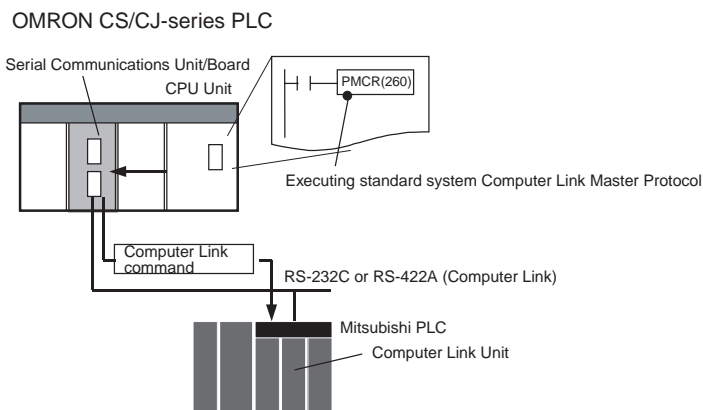 OMRON CS/CJ-series PLC
Serial Communications Unit/Board
CPU Unit
PMCR(260)
Executing standard system Computer Link Master Protocol
Computer Link
command
RS-232C or RS-422A (Computer Link)
Mitsubishi PLC
Computer Link Unit